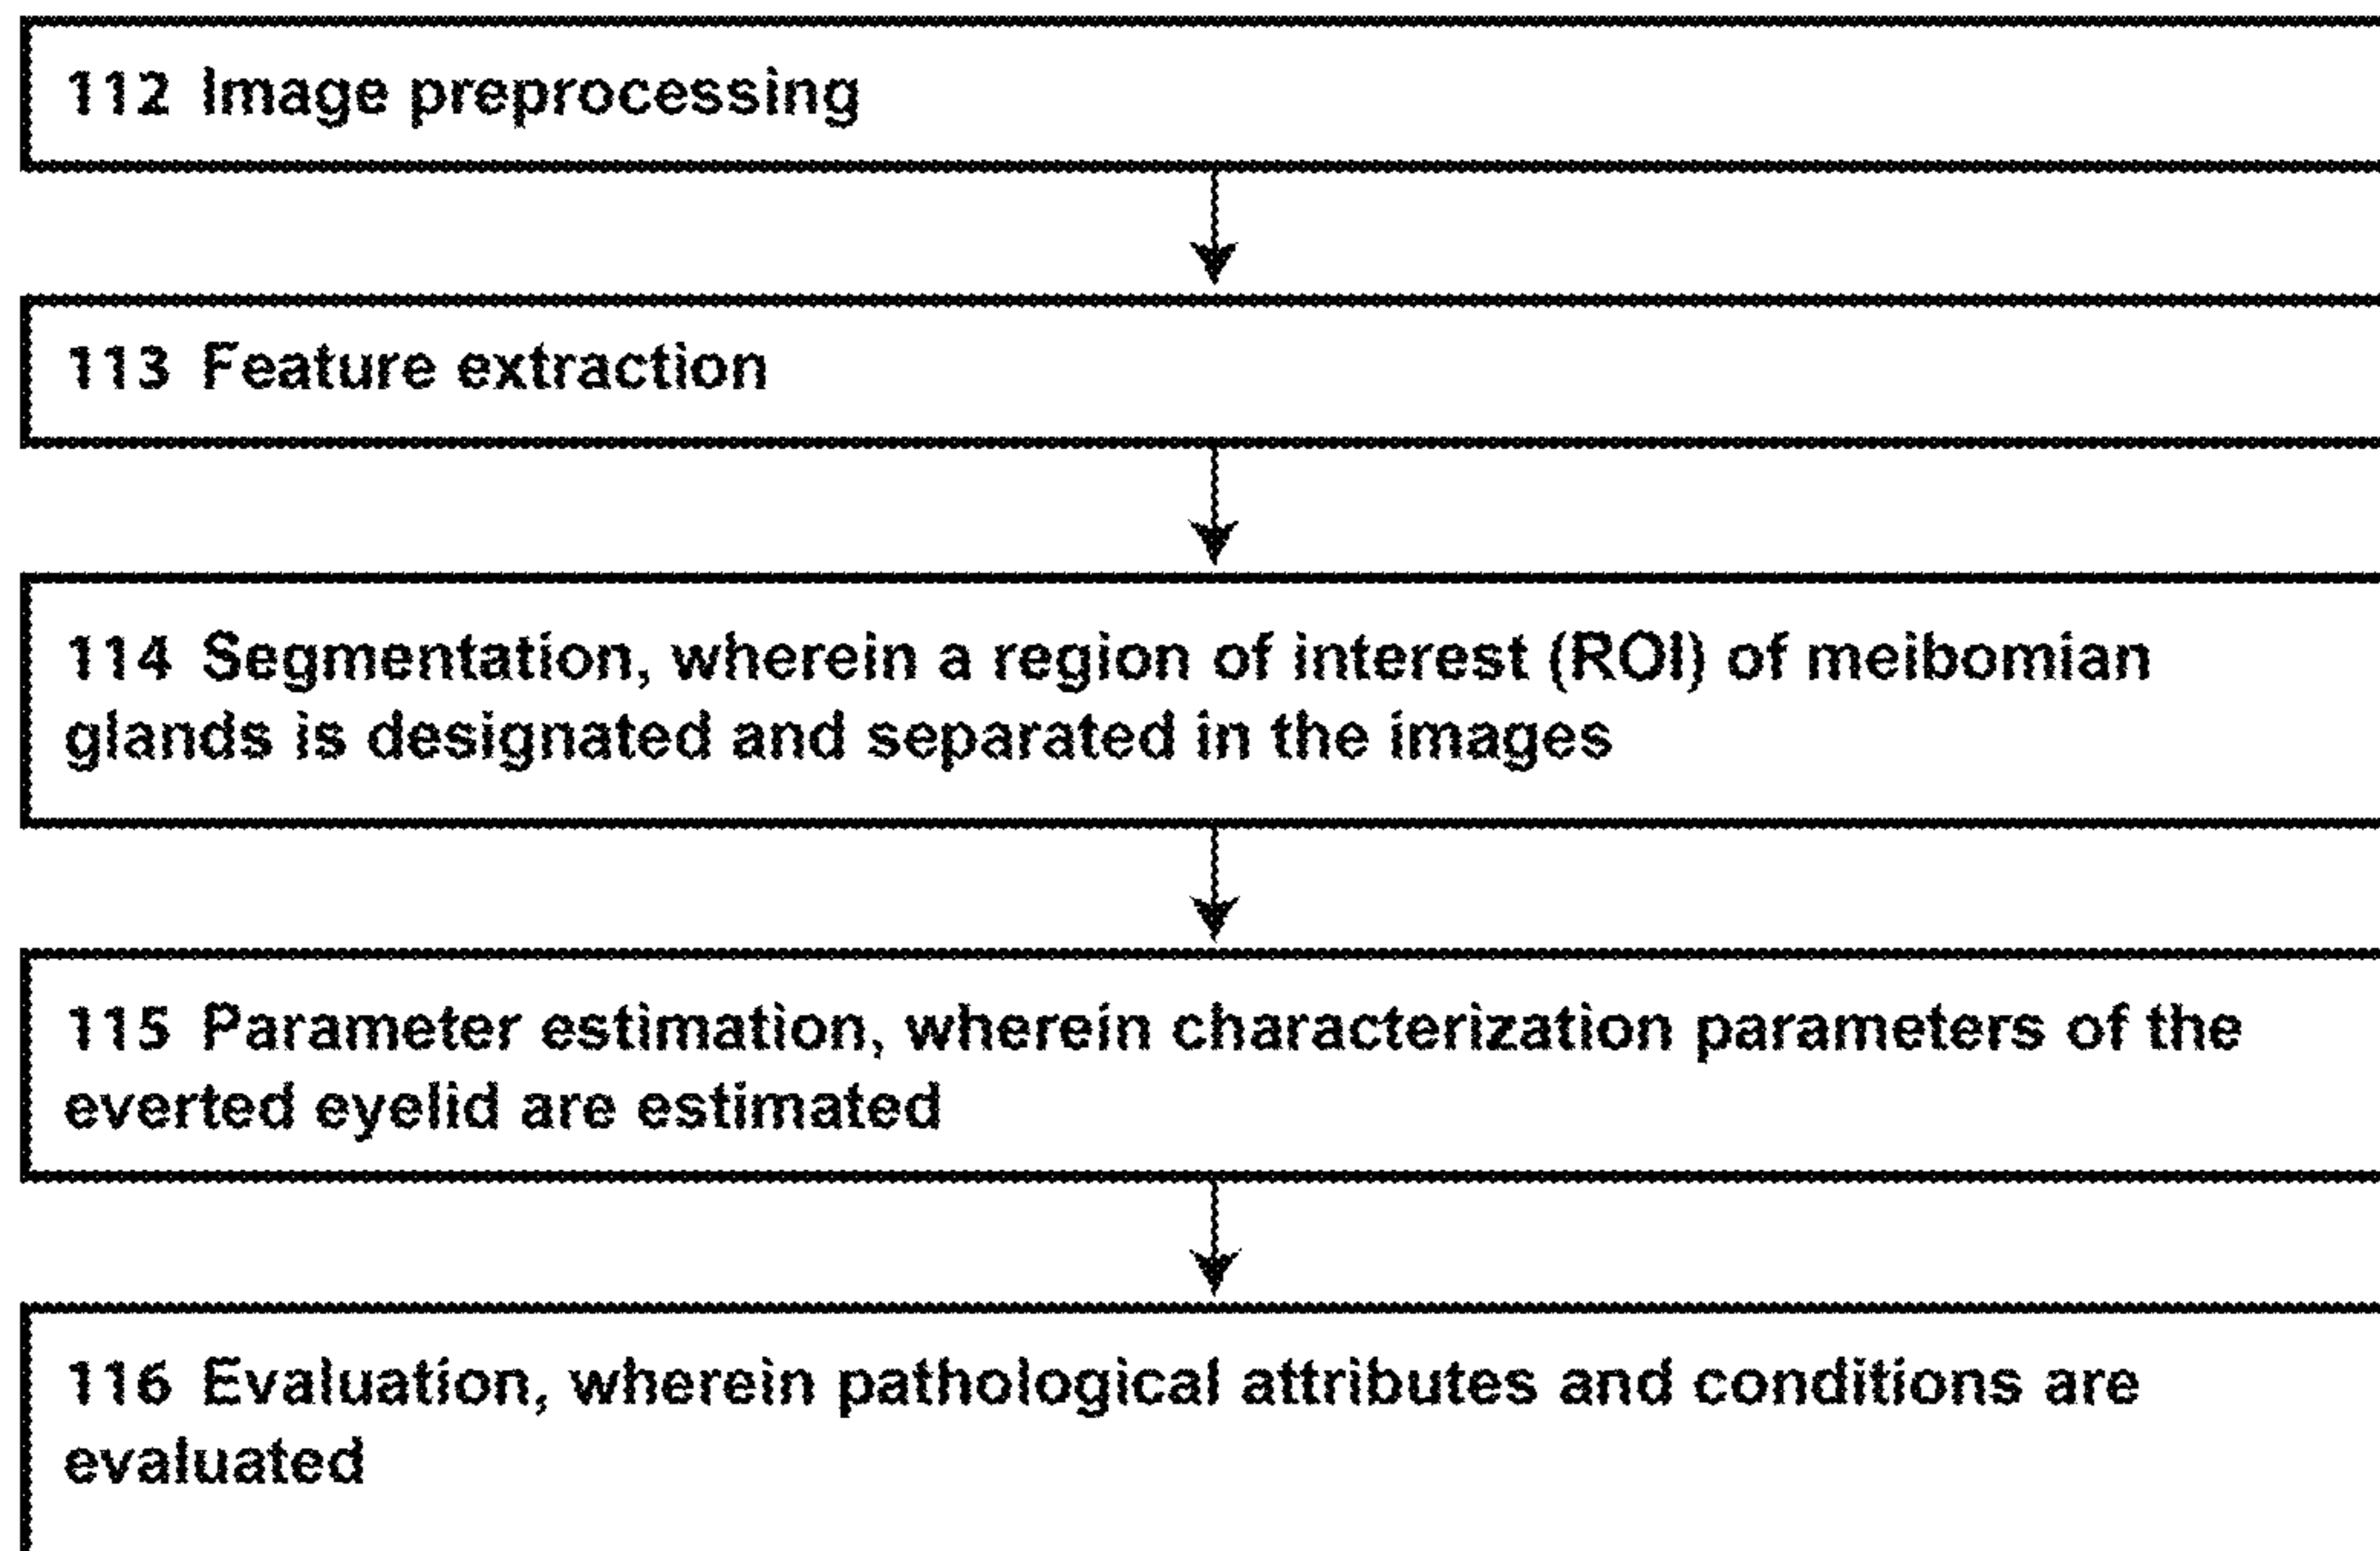 112 Image preprocessing
113 Feature extraction
114 Segmentation, wherein a region of interest (ROI) of meibomian
glands is designated and separated in the images
115 Parameter estimation, wherein characterization parameters of the
everted eyelid are estimated
116 Evaluation, wherein pathological attributes and conditions are
evaluated